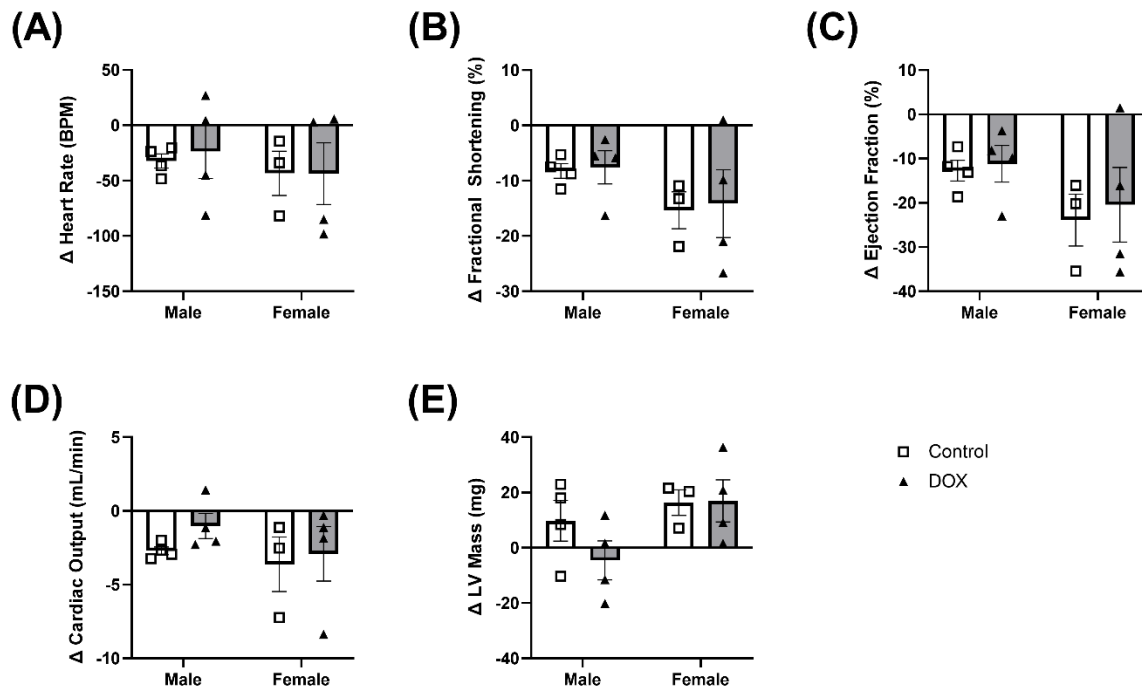 (A)
Δ Heart Rate (BPM)
50
0
-50
-100
-150
Male
Female
(B)
Δ Fractional Shortening (%)
10
0
-10
-20
-30
Male
Female
(C)
Δ Ejection Fraction (%)
10
0
-10
-20
-30
-40
Male
Female
(D)
Δ Cardiac Output (mL/min)
5
0
-5
-10
Male
Female
(E)
Δ LV Mass (mg)
40
20
0
-20
-40
Male
Female
Control
DOX